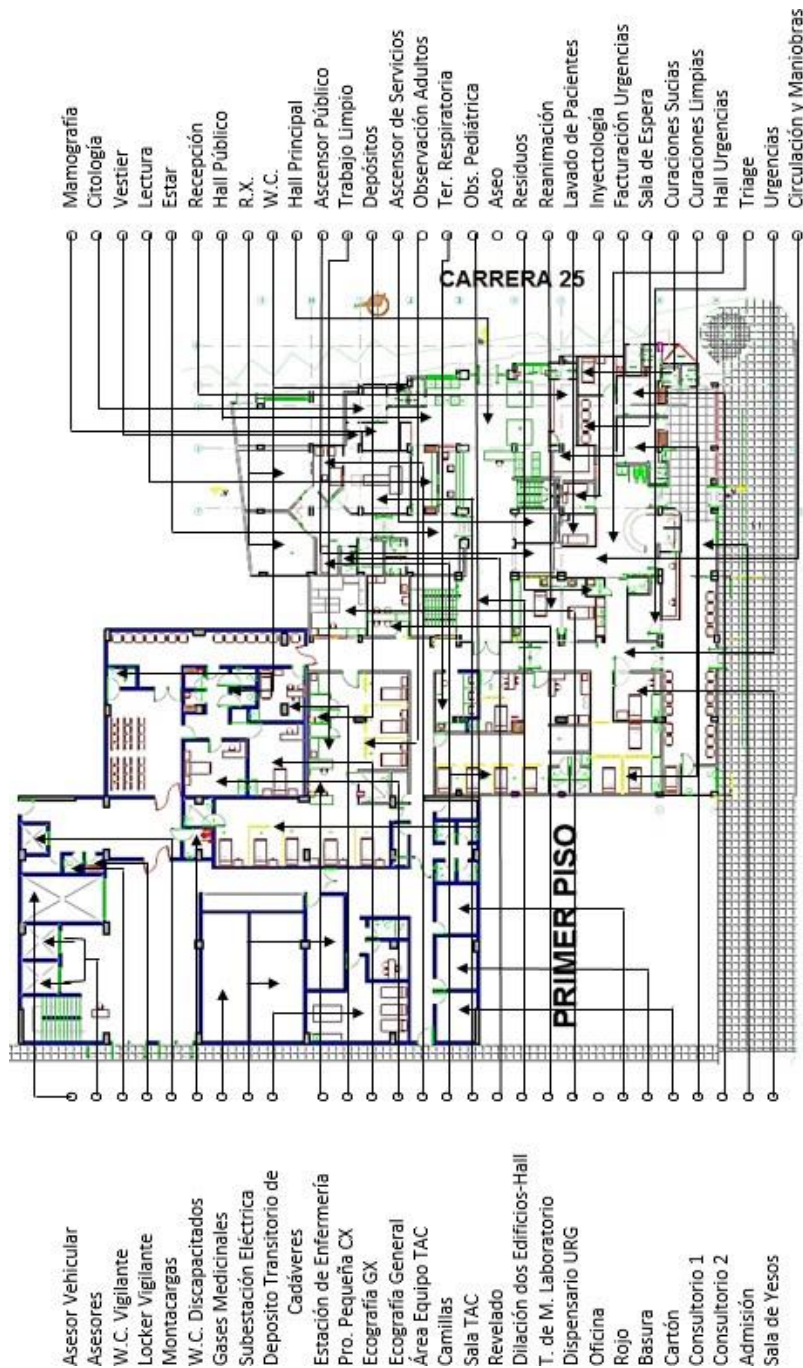 Mamografía
Citología
Vestier
Lectura
Estar
Recepción
Hall Público
R.X.
W.C.
Hall Principal
Ascensor Público
Trabajo Limpio
Depósitos
Ascensor de Servicios
Observación Adultos
Ter. Respiratoria
Obs. Pediátrica
Aseo
Residuos
Reanimación
Lavado de Pacientes
Inyectología
Facturación Urgencias
Sala de Espera
Curaciones Sucias
Curaciones Limpias
Hall Urgencias
Triage
Urgencias
Circulación y Maniobras
CARRERA 25
PRIMER PISO
Asesor Vehicular
Asesores
W.C. Vigilante
Locker Vigilante
Montacargas
W.C. Discapacitados
Gases Medicinales
Subestación Eléctrica
Deposito Transitorio de
Cadáveres
Estación de Enfermería
Pro. Pequeña CX
Ecografía GX
Ecografía General
Área Equipo TAC
Camillas
Sala TAC
Revelado
Dilación dos Edificios-Hall
T. de M. Laboratorio
Dispensario URG
Oficina
Rojo
Basura
Cartón
Consultorio 1
Consultorio 2
Admisión
Sala de Yesos